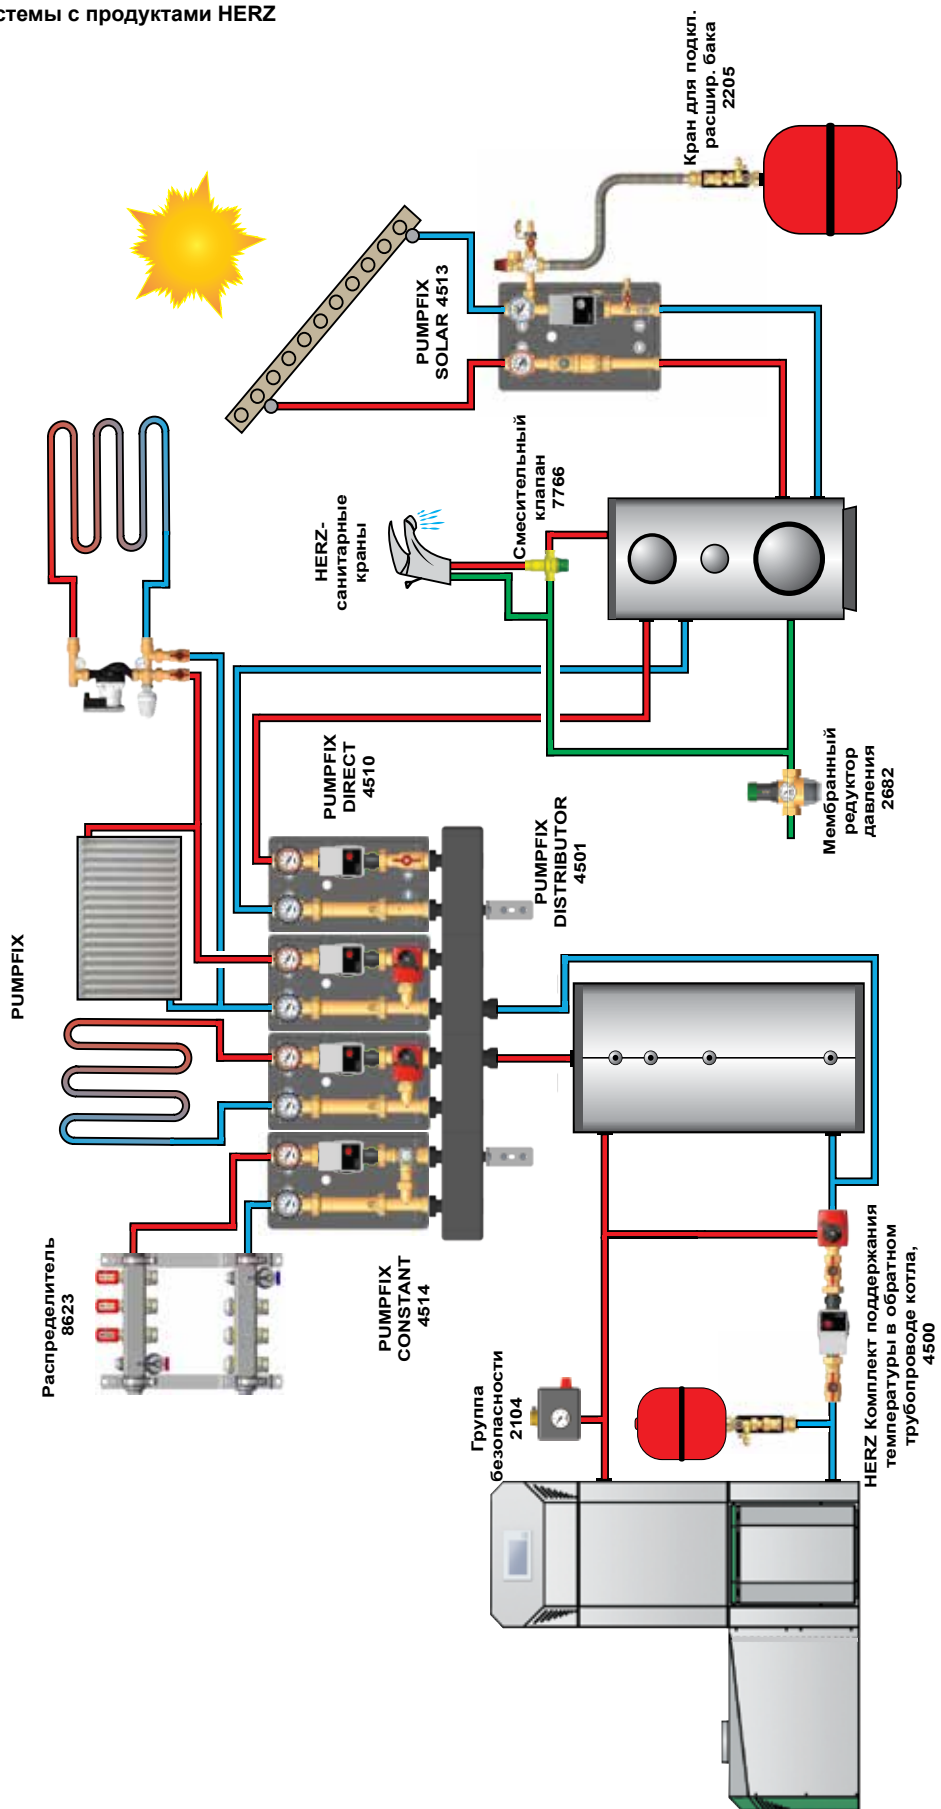 стемы с продуктами HERZ
Кран для подкл.
расшир. бака
2205
PUMPFIX
SOLAR 4513
Смесительный
клапан
7766
HERZ-
санитарные
краны
Мембранный
редуктор
давления
2682
PUMPFIX
DIRECT
4510
PUMPFIX
DISTRIBUTOR
4501
PUMPFIX
Распределитель
8623
PUMPFIX
CONSTANT
4514
Группа
безопасности
2104
HERZ Комплект поддержания
температуры в обратном
трубопроводе котла,
4500